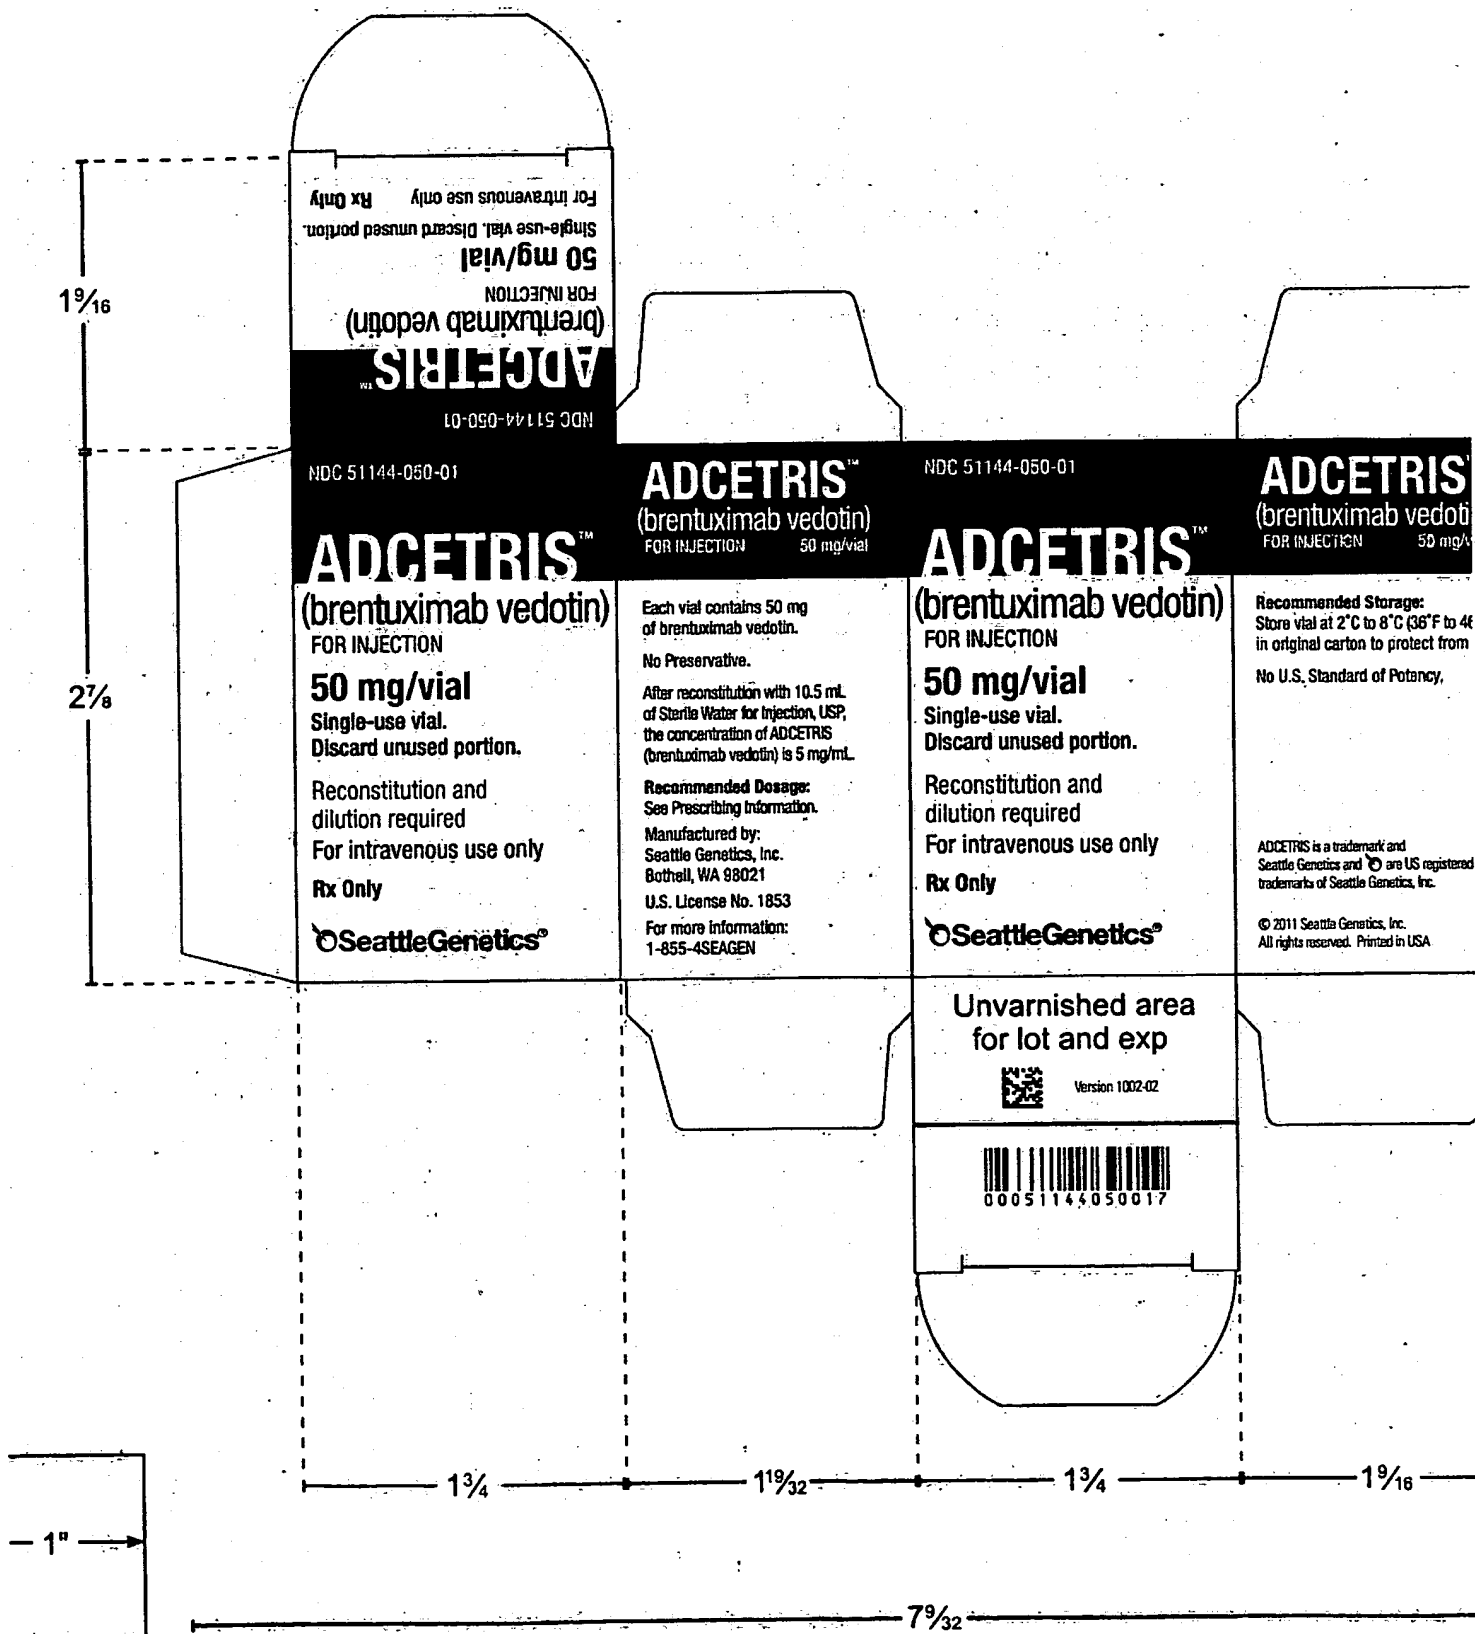 For intravenous use only Rx Only
Single-use vial. Discard unused portion.
50 mg/vial
FOR INJECTION
(brentuximab vedotin)
ADCETRIS™
NDC 51144-050-01
1 9/16
2 7/8
NDC 51144-050-01
ADCETRIS™
(brentuximab vedotin)
FOR INJECTION
50 mg/vial
Single-use vial.
Discard unused portion.
Reconstitution and
dilution required
For intravenous use only
Rx Only
SeattleGenetics®
ADCETRIS™
(brentuximab vedotin)
FOR INJECTION 50 mg/vial
Each vial contains 50 mg
of brentuximab vedotin.
No Preservative.
After reconstitution with 10.5 mL
of Sterile Water for Injection, USP,
the concentration of ADCETRIS
(brentuximab vedotin) is 5 mg/mL.
Recommended Dosage:
See Prescribing Information.
Manufactured by:
Seattle Genetics, Inc.
Bothell, WA 98021
U.S. License No. 1853
For more information:
1-855-4SEAGEN
NDC 51144-050-01
ADCETRIS™
(brentuximab vedotin)
FOR INJECTION
50 mg/vial
Single-use vial.
Discard unused portion.
Reconstitution and
dilution required
For intravenous use only
Rx Only
SeattleGenetics®
ADCETRIS
(brentuximab vedoti
FOR INJECTION 50 mg/v
Recommended Storage:
Store vial at 2°C to 8°C (36°F to 46
in original carton to protect from
No U.S. Standard of Potency.
ADCETRIS is a trademark and
Seattle Genetics and are US registered
trademarks of Seattle Genetics, Inc.
© 2011 Seattle Genetics, Inc.
All rights reserved. Printed in USA
Unvarnished area
for lot and exp
Version 1002-02
00051144050017
1 3/4
1 19/32
1 3/4
1 9/16
1"
7 9/32